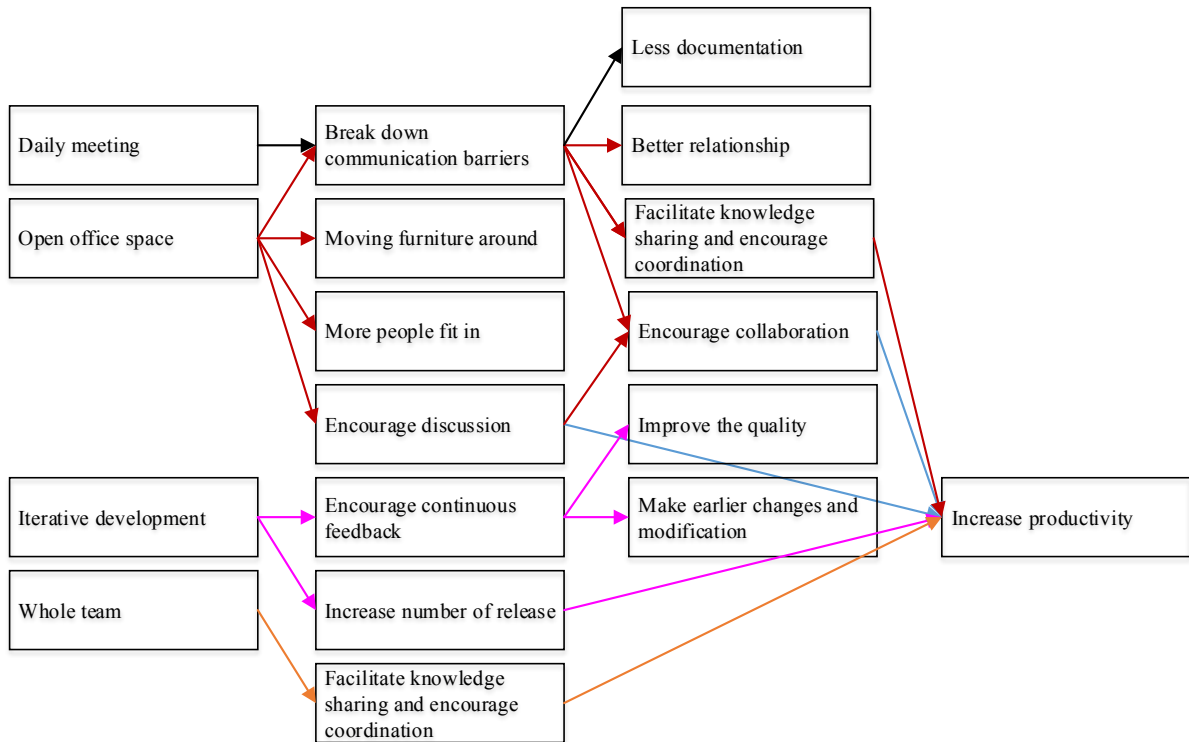 Less documentation
Daily meeting
Break down
communication barriers
Better relationship
Open office space
Moving furniture around
Facilitate knowledge
sharing and encourage
coordination
More people fit in
Encourage collaboration
Encourage discussion
Improve the quality
Iterative development
Encourage continuous
feedback
Make earlier changes and
modification
Increase productivity
Whole team
Increase number of release
Facilitate knowledge
sharing and encourage
coordination